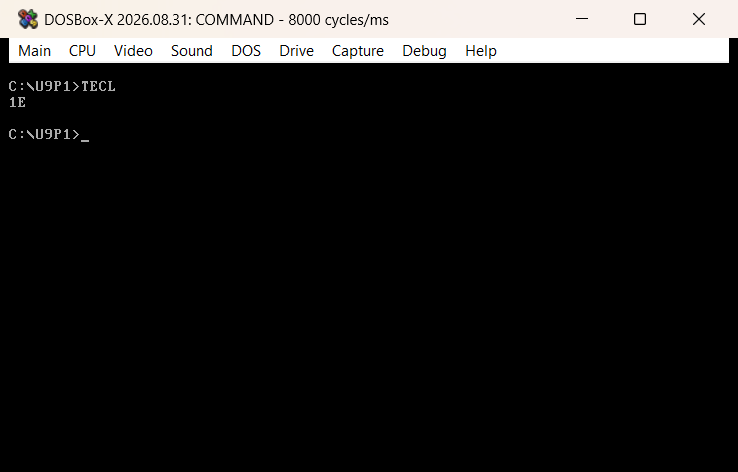 DOSBox-X 2026.08.31: COMMAND - 8000 cycles/ms
Main CPU Video Sound DOS Drive Capture Debug Help
C:\U9P1>TECL
1E
C:\U9P1>_